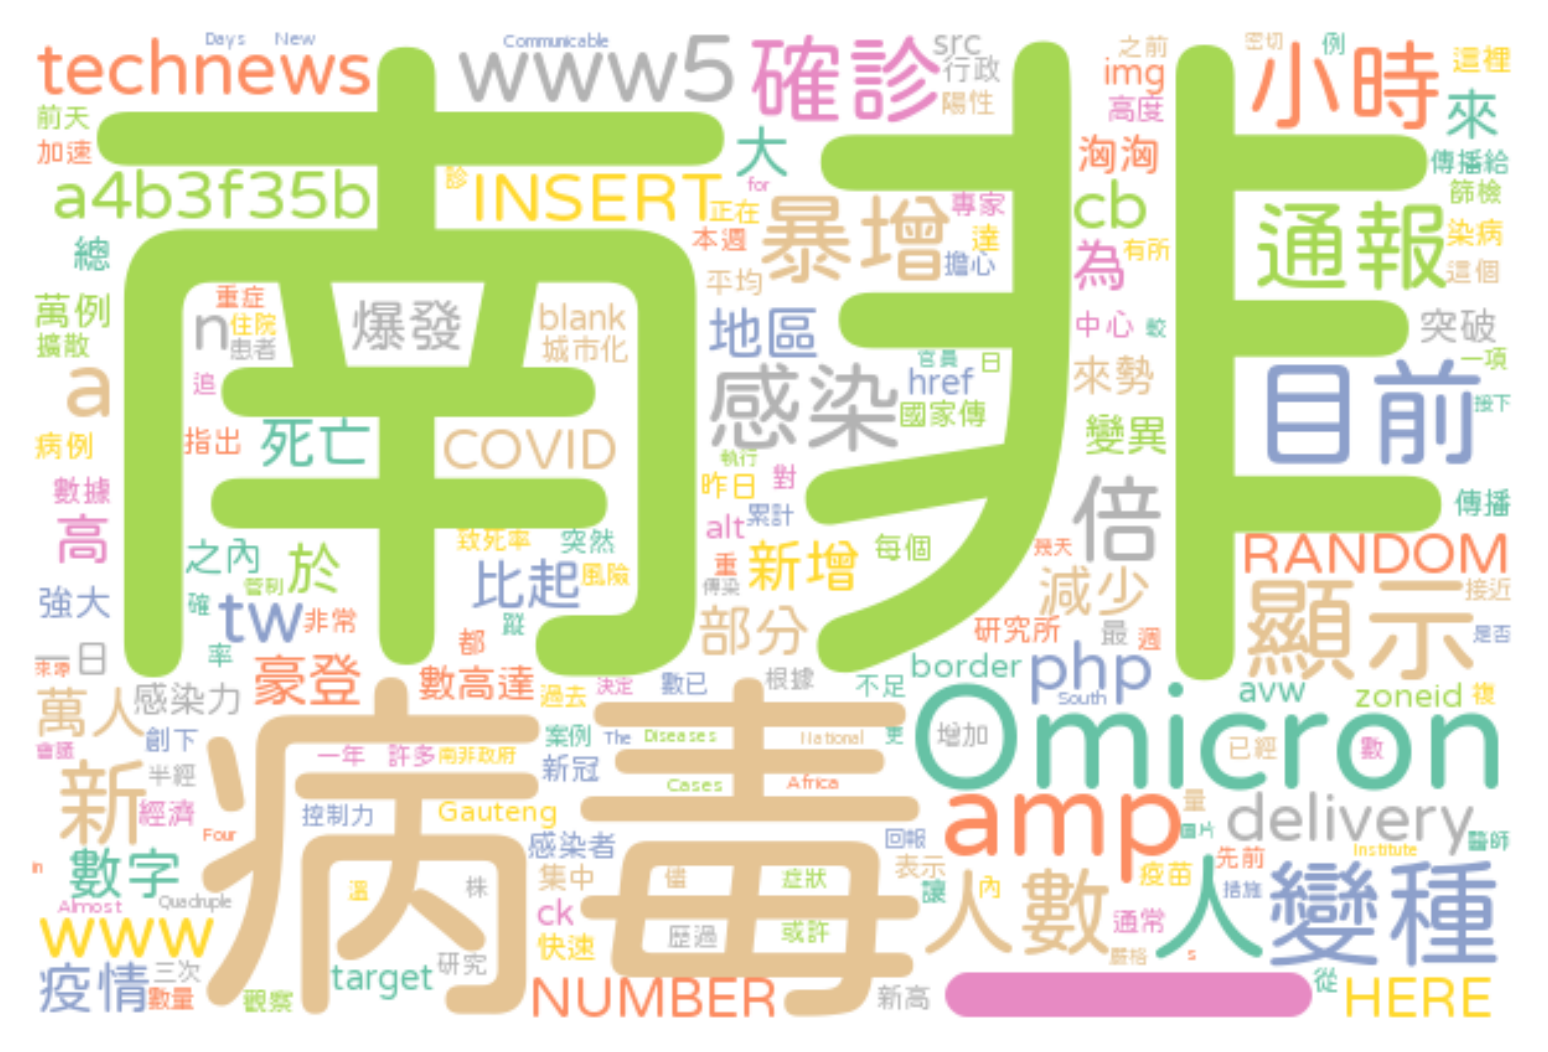 technews
Days
New
Communicable
www5
確診
src
行政
陽性
之前
img
高度
密切
例
小時
這裡
來
前天
加速
南非
大
洶洶
傳播給
篩檢
a4b3f35b
診
INSERT
for
正在
暴增
專家
cb
通報
染病
總
本週
達
擔心
為
有所
這個
平均
萬例
擴散
重症
n
住院
患者
爆發
blank
城市化
地區
官員
日
中心
較
突破
一項
a
追
感染
href
國家傳
來勢
目前
接下
病例
指出
死亡
COVID
執行
變異
數據
昨日
對
累計
倍
傳播
高
之內
於
管制
致死率
突然
alt
重
新增
每個
幾天
RANDOM
強大
確
tw
非常
比起
風險
傳染
減少
顯示
接近
蹤
部分
研究所
最
週
是否
一日
率
豪登
都
數高達
過去
決定
數已
根據
不足
border
php
South
avw
zoneid
複
萬人
感染力
病毒
Omicron
會議
創下
一年
許多
南非政府
案例
The
Diseases
National
更
增加
已經
數
新
半經
新冠
經濟
控制力
Gauteng
Cases
Africa
amp
量
圖片
delivery
Four
感染者
回報
醫師
in
數字
溫
株
集中
儘
症狀
表示
讓
內
人數
疫苗
先前
Institute
措施
Almost
Quadruple
ck
通常
人
變種
www
快速
歷過
或許
嚴格
s
疫情
三次
數量
觀察
target
研究
NUMBER
新高
從
HERE